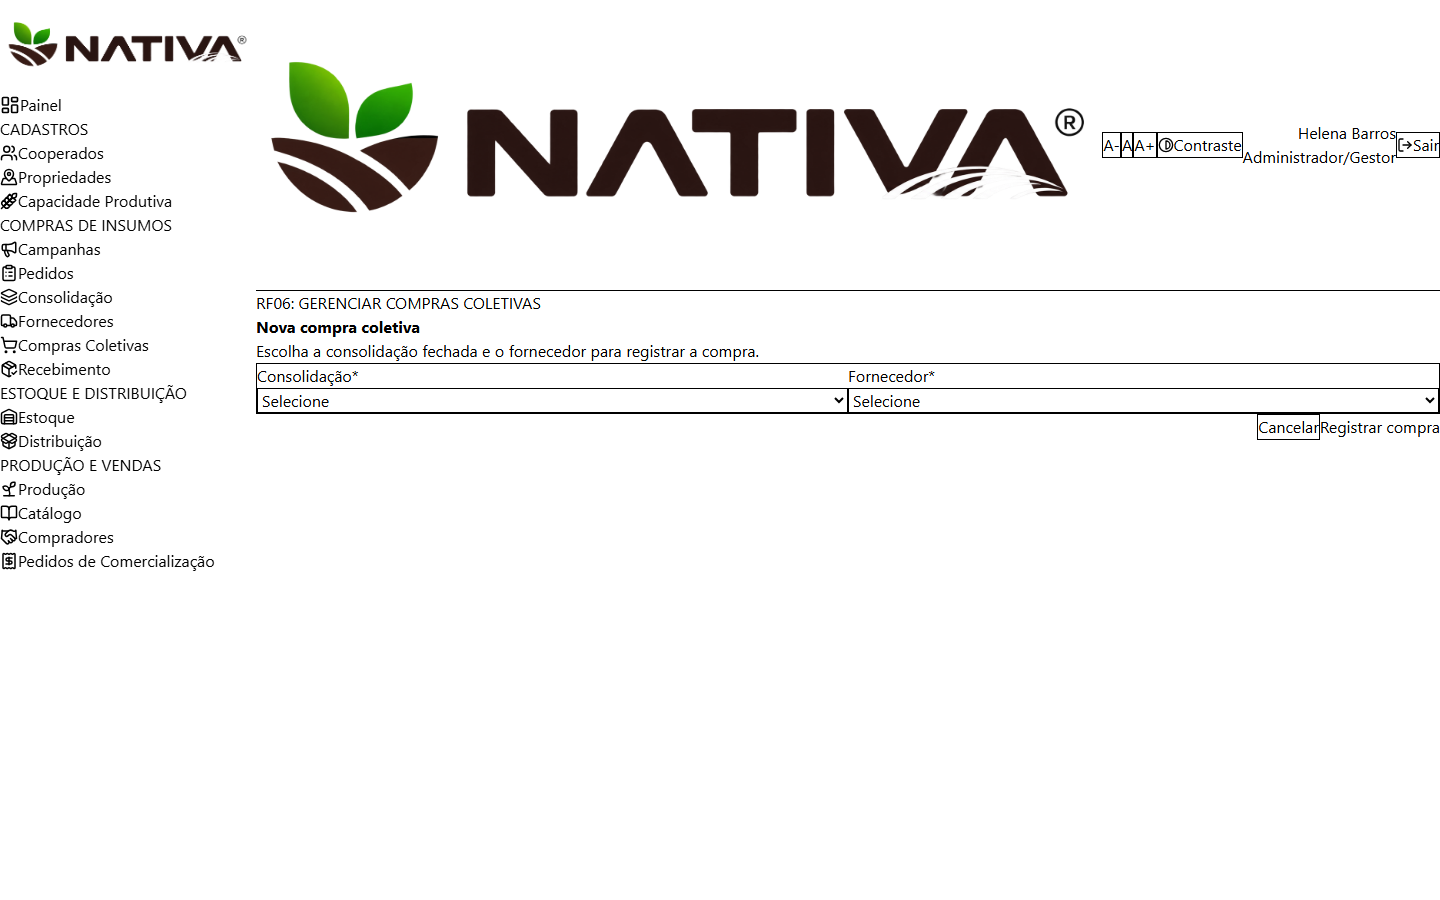 NATIVA®
Painel
CADASTROS
Cooperados
Propriedades
Capacidade Produtiva
COMPRAS DE INSUMOS
Campanhas
Pedidos
Consolidação
Fornecedores
Compras Coletivas
Recebimento
ESTOQUE E DISTRIBUIÇÃO
Estoque
Distribuição
PRODUÇÃO E VENDAS
Produção
Catálogo
Compradores
Pedidos de Comercialização
NATIVA®
A- A A+ Contraste
Helena Barros
Administrador/Gestor
Sair
RF06: GERENCIAR COMPRAS COLETIVAS
Nova compra coletiva
Escolha a consolidação fechada e o fornecedor para registrar a compra.
Consolidação* Fornecedor*
Selecione Selecione
Cancelar Registrar compra